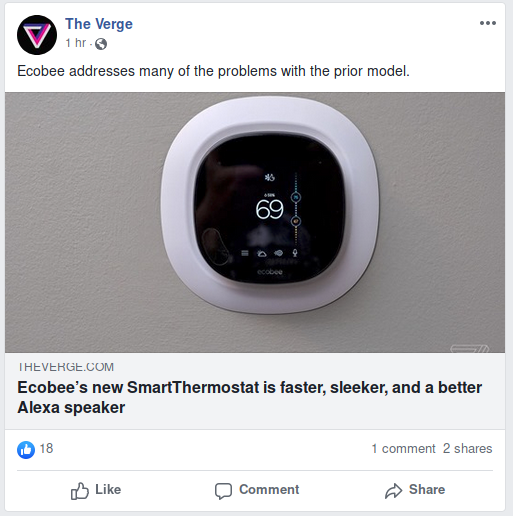 The Verge
1 hr ·
Ecobee addresses many of the problems with the prior model.
69
ecobee
THEVERGE.COM
Ecobee’s new SmartThermostat is faster, sleeker, and a better
Alexa speaker
18
1 comment 2 shares
Like
Comment
Share